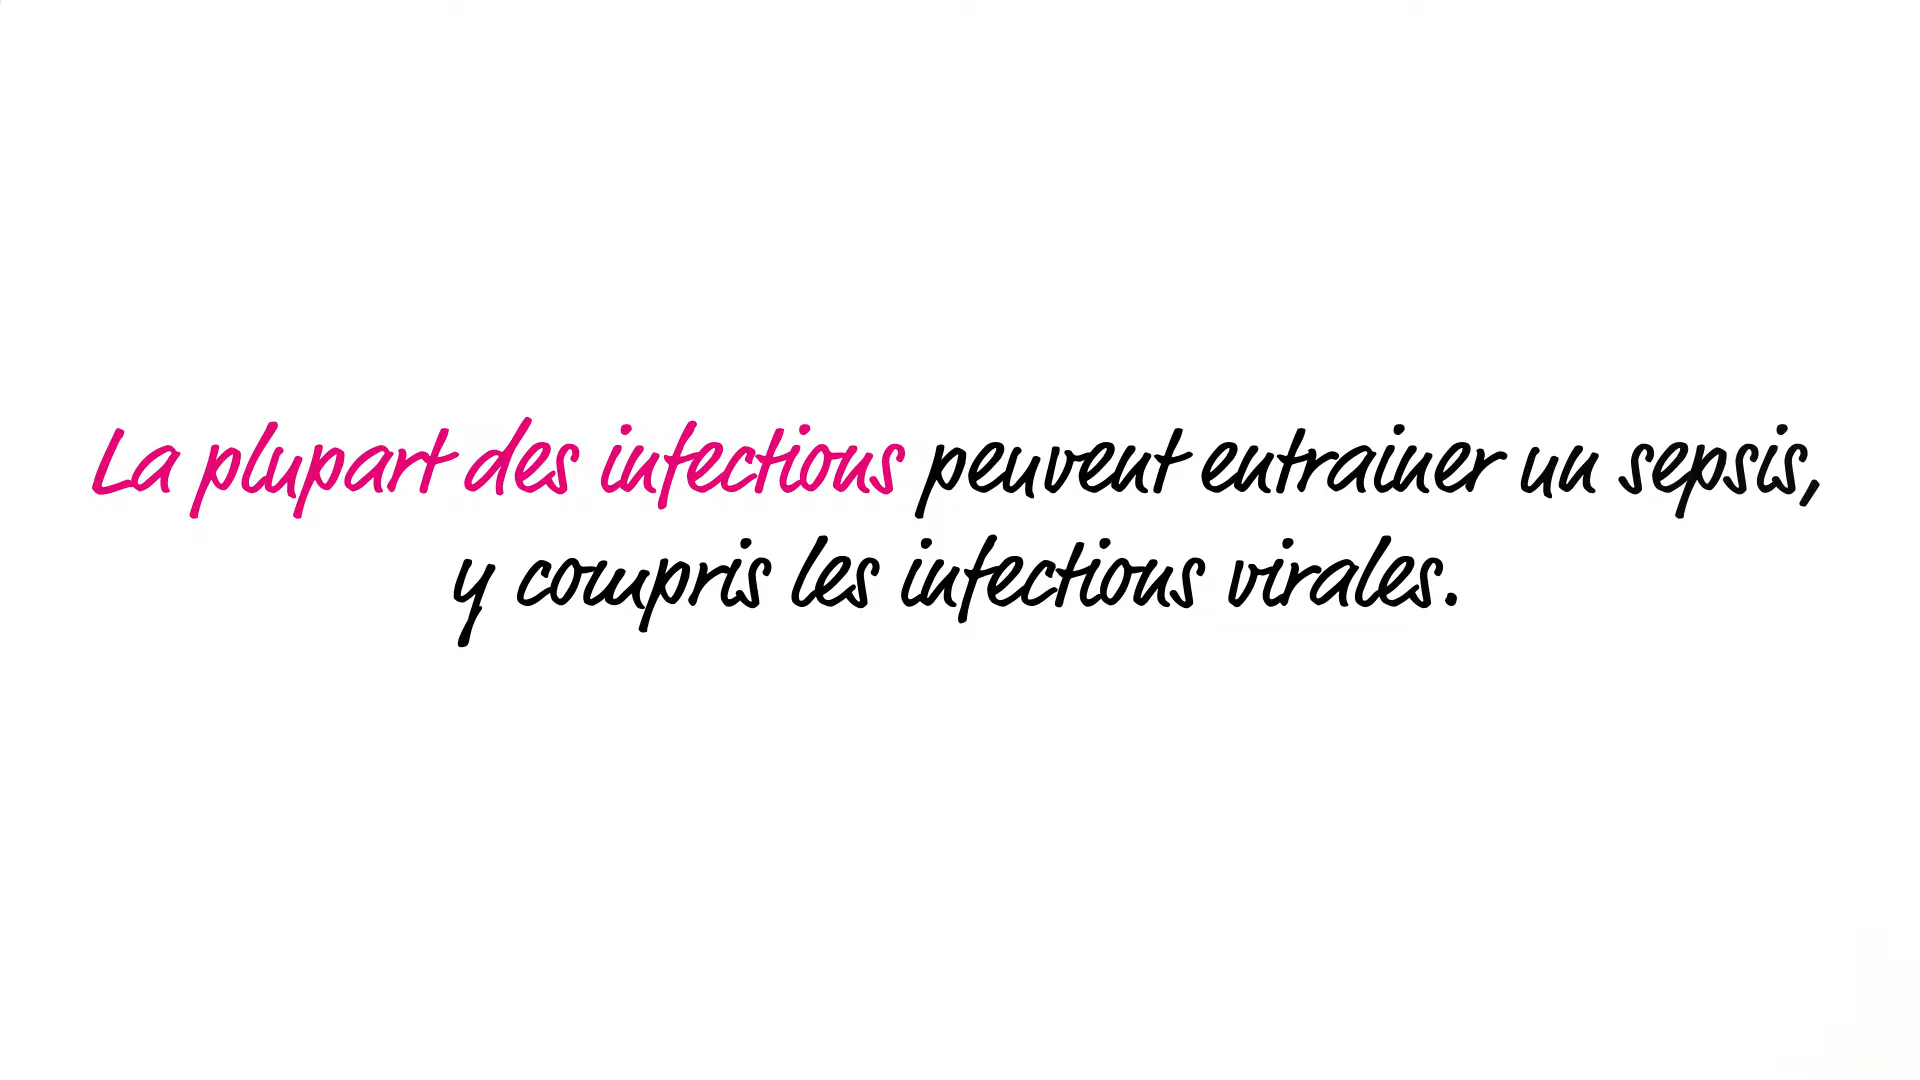 La plupart des infections peuvent entrainer un sepsis,
y compris les infections virales.